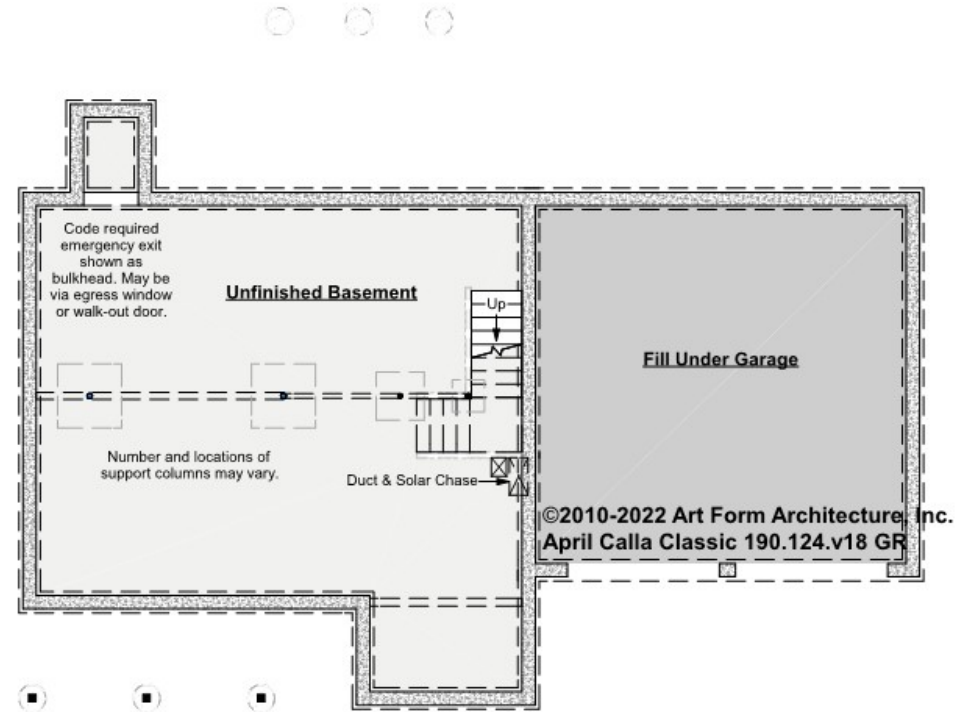 Code required
emergency exit
shown as
bulkhead. May be
via egress window
or walk-out door.
Unfinished Basement
Up
Fill Under Garage
Number and locations of
support columns may vary.
Duct & Solar Chase
©2010-2022 Art Form Architecture, Inc.
April Calla Classic 190.124.v18 GR